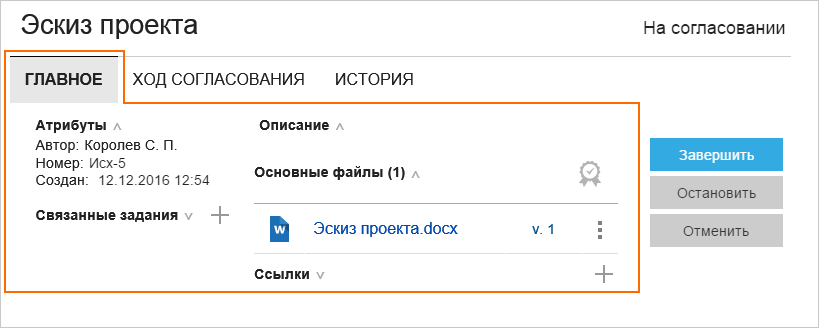 Эскиз проекта
На согласовании
ГЛАВНОЕ
ХОД СОГЛАСОВАНИЯ
ИСТОРИЯ
Атрибуты
Автор: Королев С. П.
Номер: Исх-5
Создан: 12.12.2016 12:54
Связанные задания
Описание
Основные файлы (1)
W
Эскиз проекта.docx
v. 1
Ссылки
Завершить
Остановить
Отменить